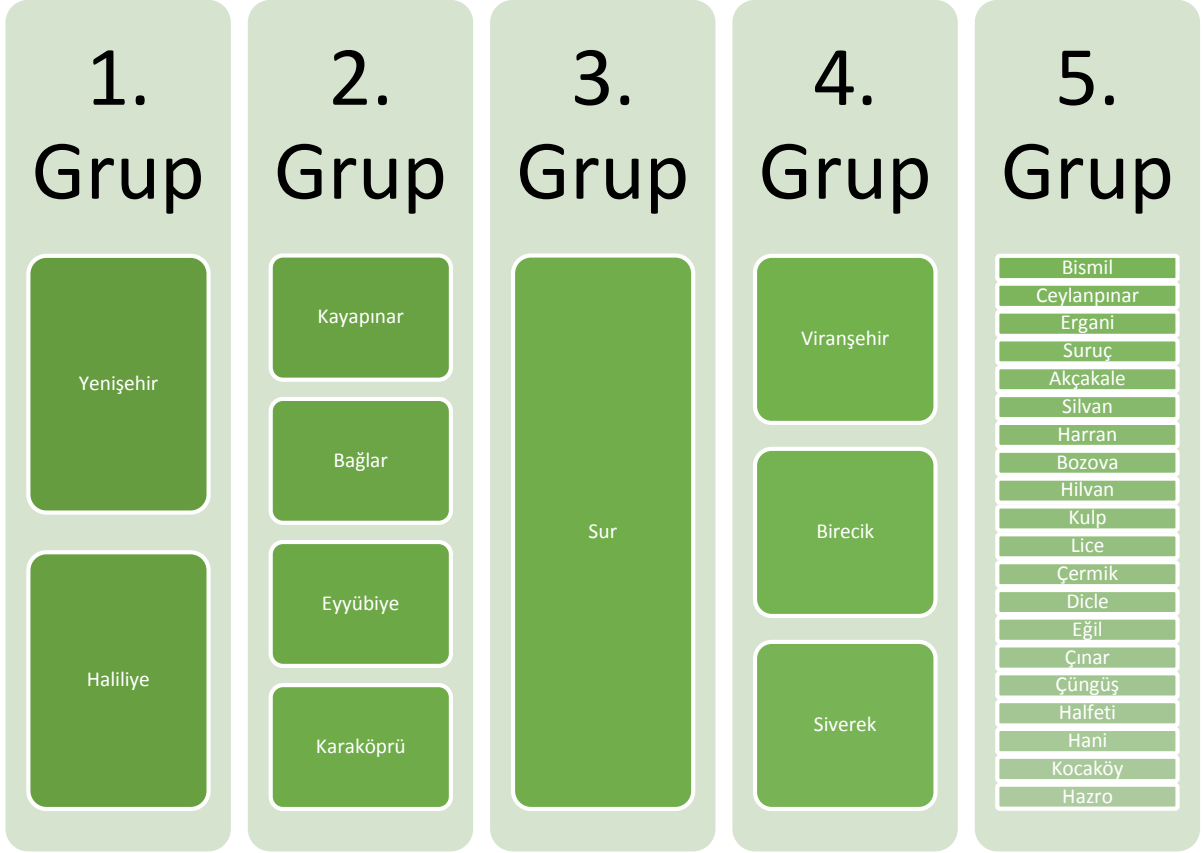 1.
Grup
Yenişehir
Haliliye
2.
Grup
Kayapınar
Bağlar
Eyyübiye
Karaköprü
3.
Grup
Sur
4.
Grup
Viranşehir
Birecik
Siverek
5.
Grup
Bismil
Ceylanpınar
Ergani
Suruç
Akçakale
Silvan
Harran
Bozova
Hilvan
Kulp
Lice
Çermik
Dicle
Eğil
Çınar
Çüngüş
Halfeti
Hani
Kocaköy
Hazro